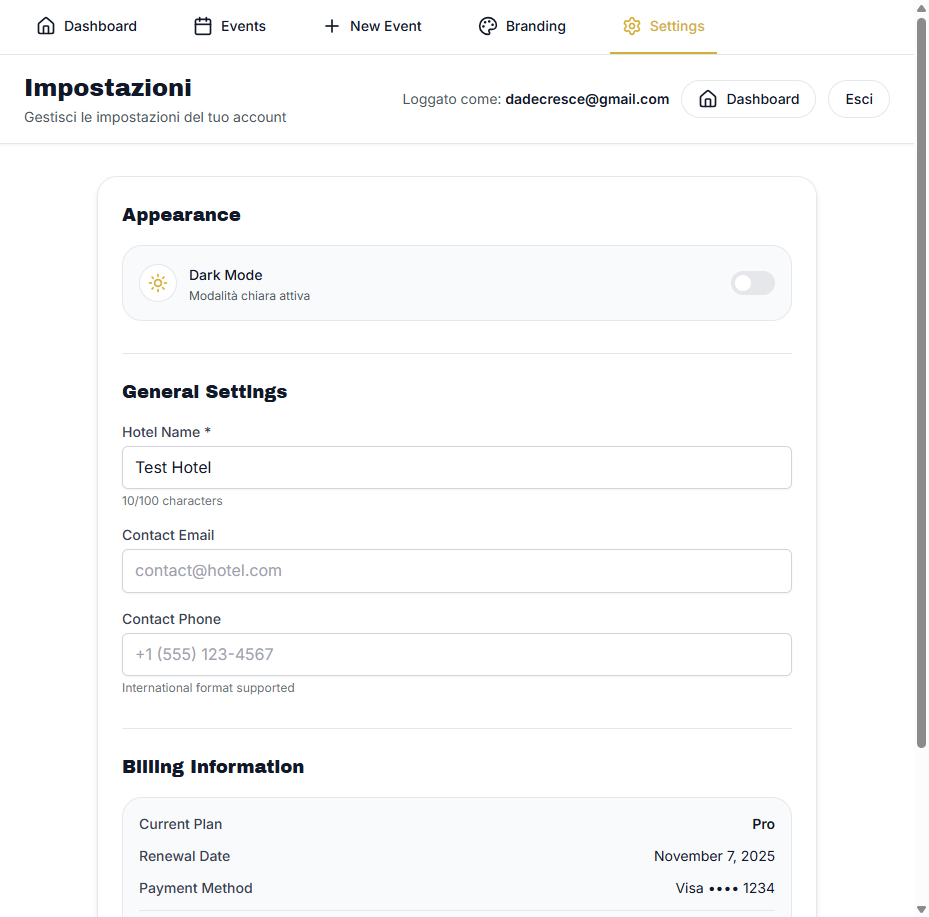 Dashboard Events New Event Branding Settings
Impostazioni
Gestisci le impostazioni del tuo account
Loggato come: dadecresce@gmail.com Dashboard Esci
Appearance
Dark Mode
Modalità chiara attiva
General Settings
Hotel Name *
Test Hotel
10/100 characters
Contact Email
contact@hotel.com
Contact Phone
+1 (555) 123-4567
International format supported
Billing Information
Current Plan Pro
Renewal Date November 7, 2025
Payment Method Visa •••• 1234